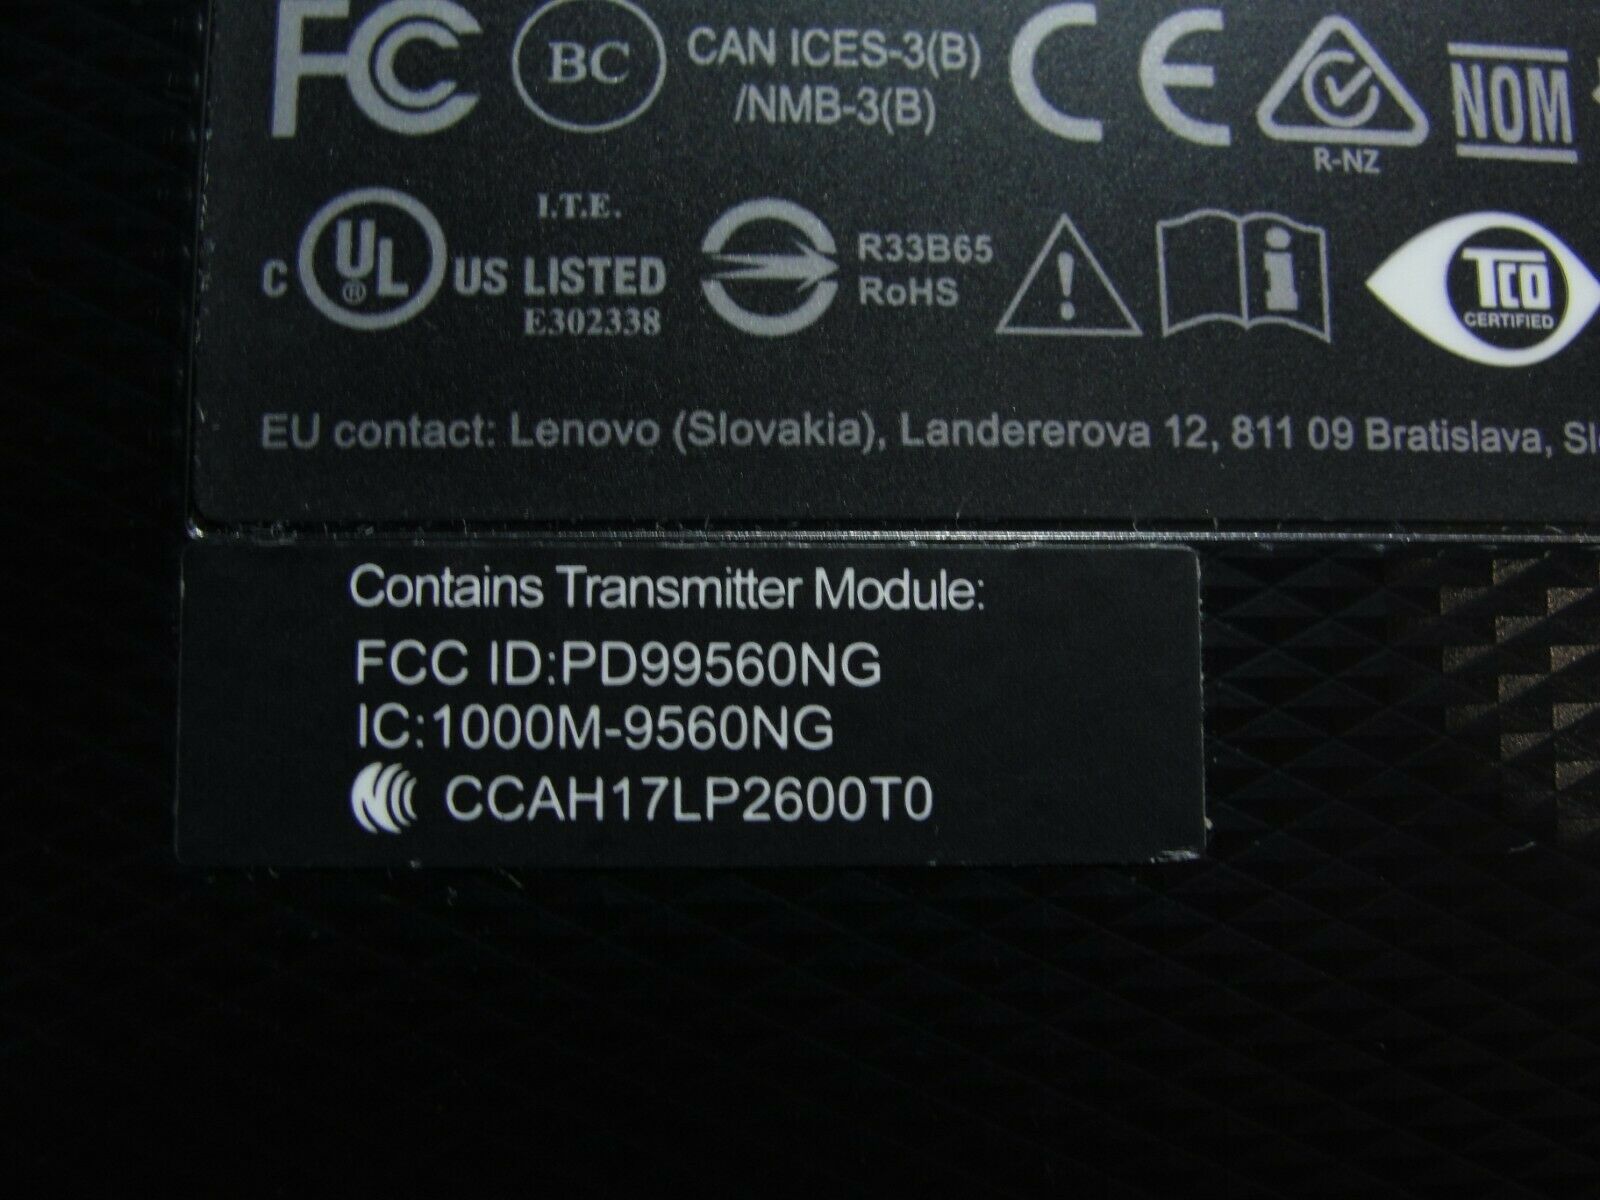 FC BC CAN ICES-3(B) CE
/NMB-3(B) NOM
R-NZ
I.T.E.
C UL® US LISTED R33B65 TCO
E302338 RoHS CERTIFIED
EU contact: Lenovo (Slovakia), Landererova 12, 811 09 Bratislava,
Contains Transmitter Module:
FCC ID:PD99560NG
IC:1000M-9560NG
CCAH17LP2600T0